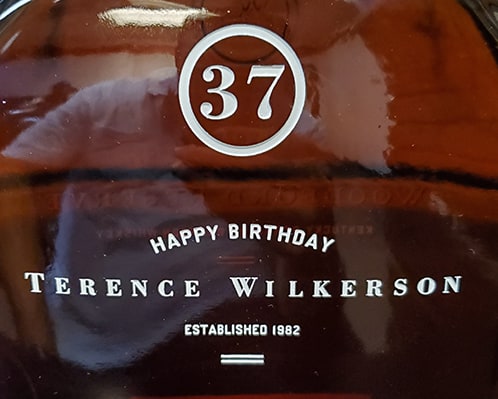 37
HAPPY BIRTHDAY
TERENCE WILKERSON
ESTABLISHED 1982